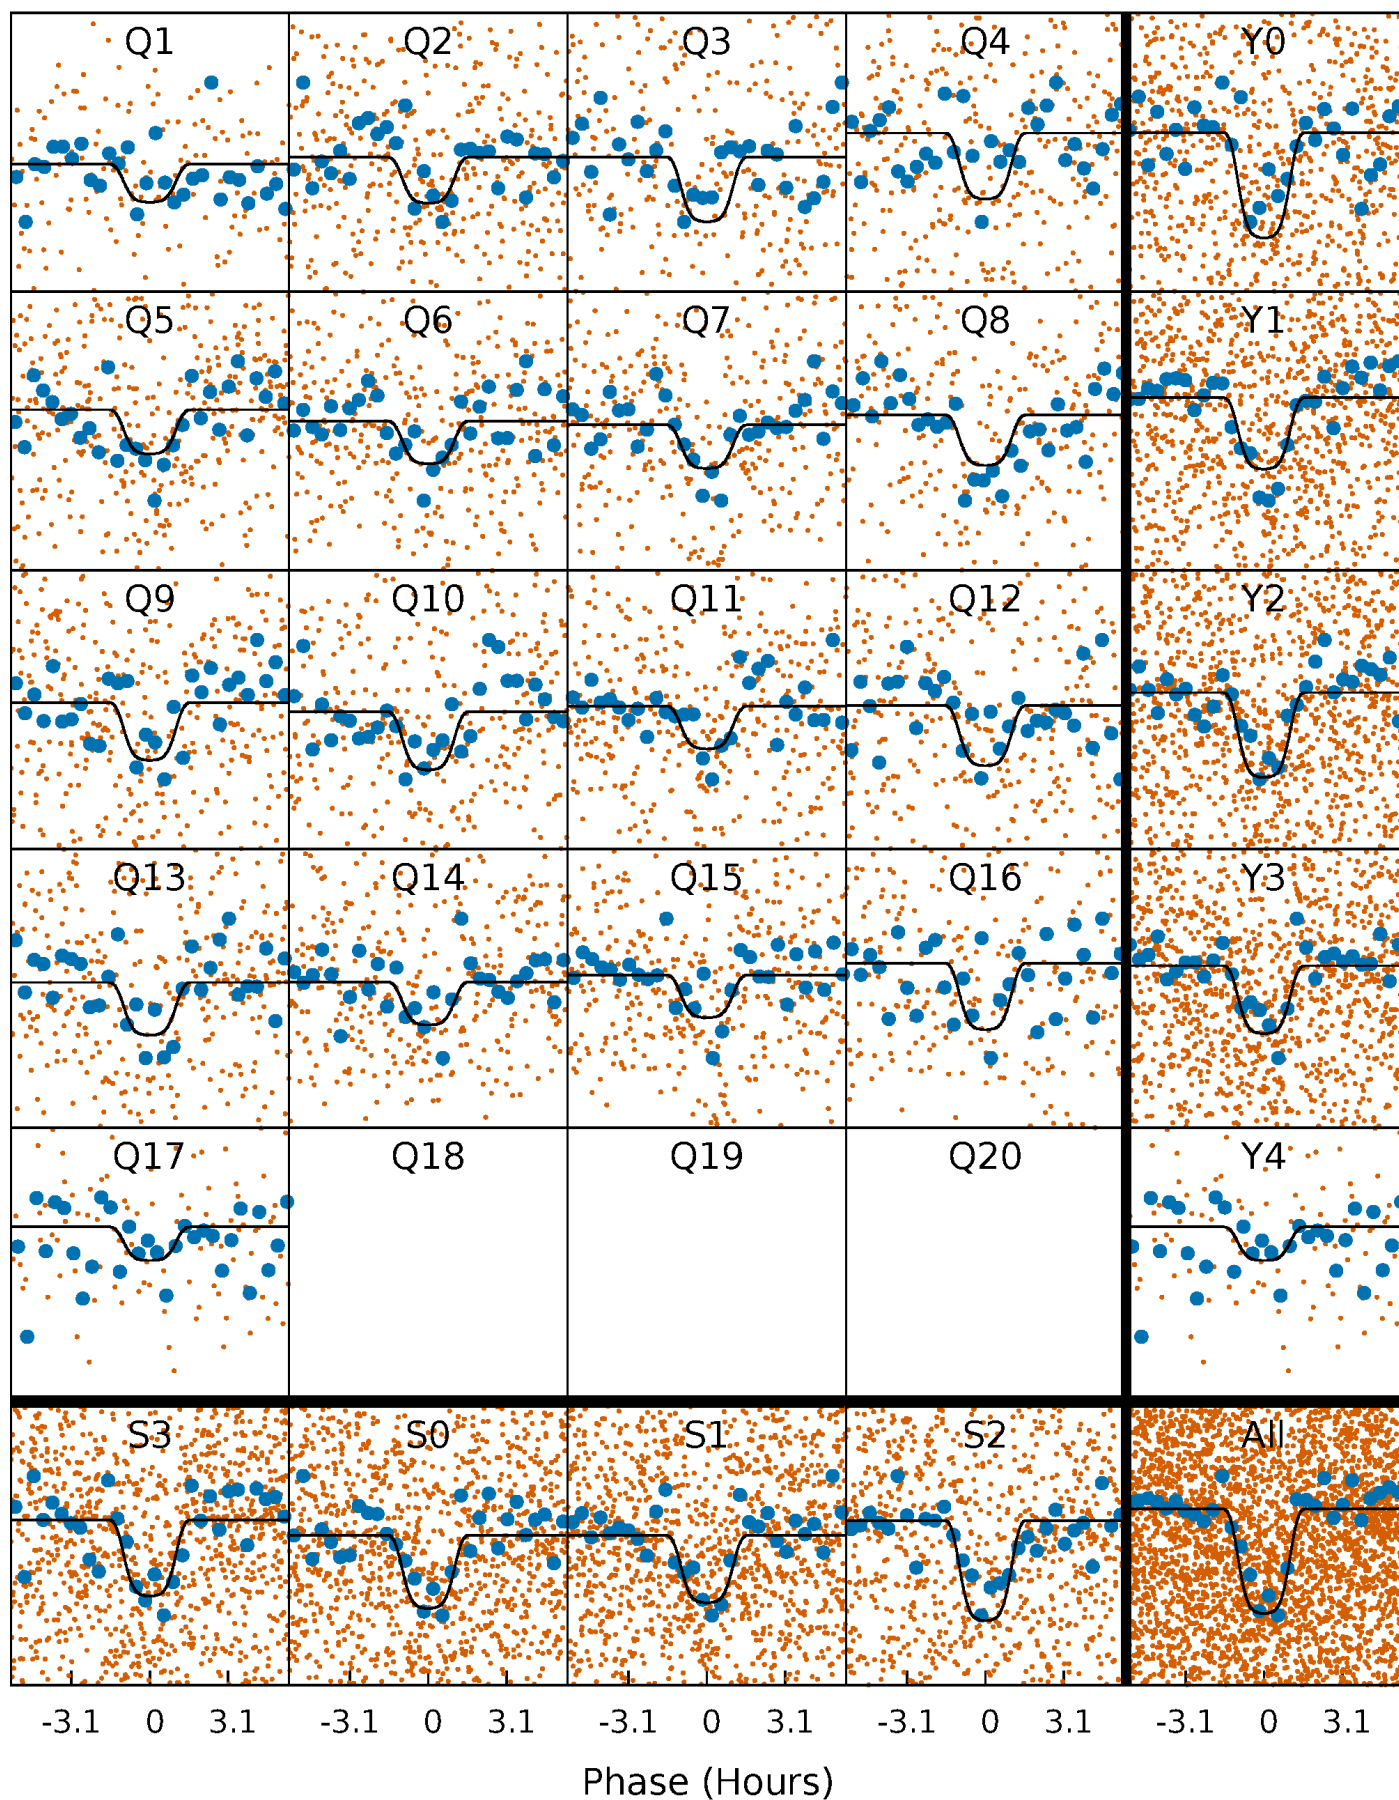 Q1 Q2 Q3 Q4 Y0
Q5 Q6 Q7 Q8 Y1
Q9 Q10 Q11 Q12 Y2
Q13 Q14 Q15 Q16 Y3
Q17 Q18 Q19 Q20 Y4
S3 S0 S1 S2 All
-3.1 0 3.1 -3.1 0 3.1 -3.1 0 3.1 -3.1 0 3.1 -3.1 0 3.1
Phase (Hours)